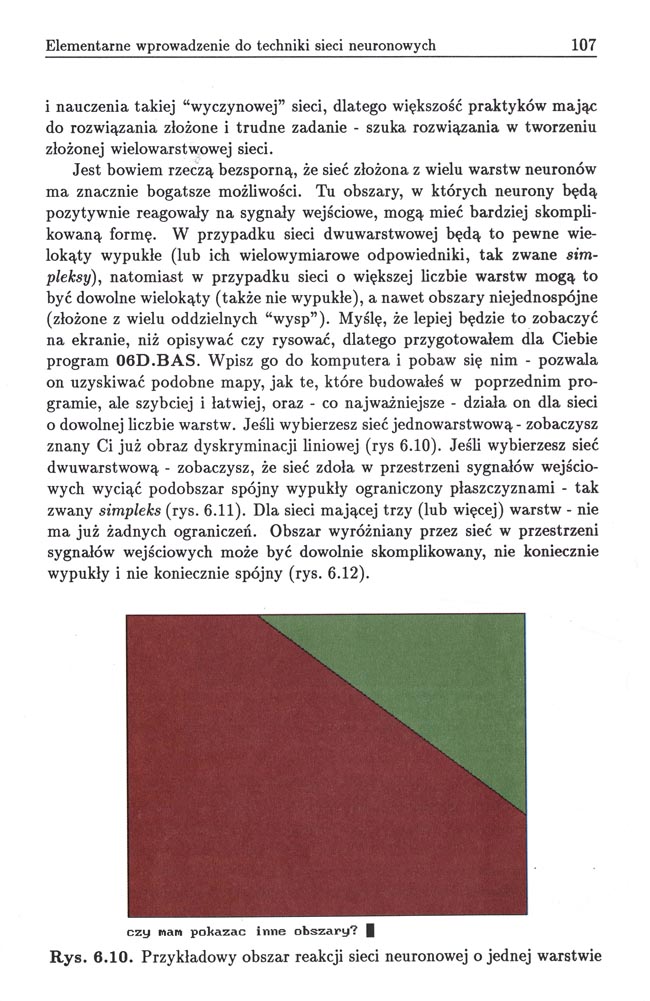 Elementarne wprowadzenie do techniki sieci neuronowych 107
i nauczenia takiej “wyczynowej” sieci, dlatego większość praktyków mając
do rozwiązania złożone i trudne zadanie - szuka rozwiązania w tworzeniu
złożonej wielowarstwowej sieci.
Jest bowiem rzeczą bezsporną, że sieć złożona z wielu warstw neuronów
ma znacznie bogatsze możliwości. Tu obszary, w których neurony będą
pozytywnie reagowały na sygnały wejściowe, mogą mieć bardziej skompli-
kowaną formę. W przypadku sieci dwuwarstwowej będą to pewne wie-
lokąty wypukłe (lub ich wielowymiarowe odpowiedniki, tak zwane sim-
pleksy), natomiast w przypadku sieci o większej liczbie warstw mogą to
być dowolne wielokąty (także nie wypukłe), a nawet obszary niejednospójne
(złożone z wielu oddzielnych “wysp”). Myślę, że lepiej będzie to zobaczyć
na ekranie, niż opisywać czy rysować, dlatego przygotowałem dla Ciebie
program 06D.BAS. Wpisz go do komputera i pobaw się nim - pozwala
on uzyskiwać podobne mapy, jak te, które budowałeś w poprzednim pro-
gramie, ale szybciej i łatwiej, oraz - co najważniejsze - działa on dla sieci
o dowolnej liczbie warstw. Jeśli wybierzesz sieć jednowarstwową - zobaczysz
znany Ci już obraz dyskryminacji liniowej (rys 6.10). Jeśli wybierzesz sieć
dwuwarstwową - zobaczysz, że sieć zdoła w przestrzeni sygnałów wejścio-
wych wyciąć podobszar spójny wypukły ograniczony płaszczyznami - tak
zwany simpleks (rys. 6.11). Dla sieci mającej trzy (lub więcej) warstw - nie
ma już żadnych ograniczeń. Obszar wyróżniany przez sieć w przestrzeni
sygnałów wejściowych może być dowolnie skomplikowany, nie koniecznie
wypukły i nie koniecznie spójny (rys. 6.12).
czy mam pokazac inne obszary?
Rys. 6.10. Przykładowy obszar reakcji sieci neuronowej o jednej warstwie